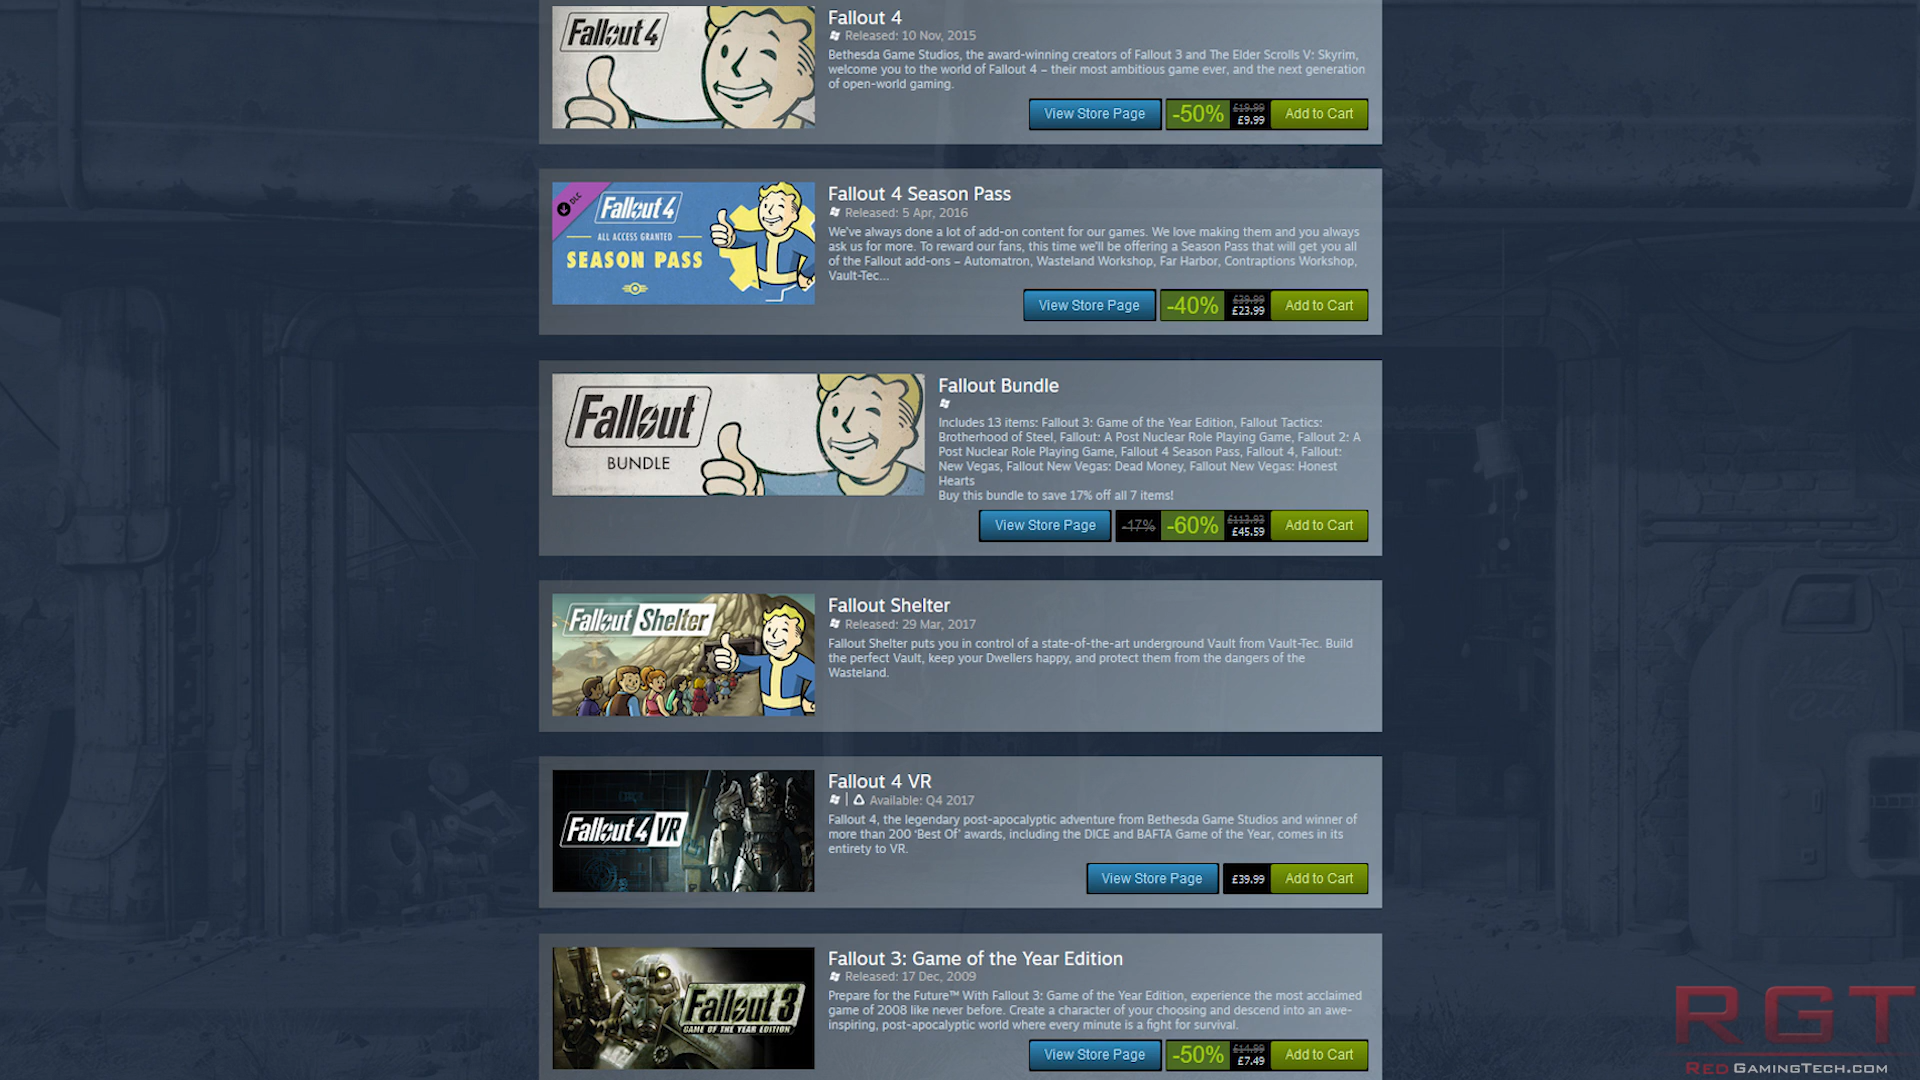 Fallout 4
Fallout 4
Released: 10 Nov, 2015
Bethesda Game Studios, the award-winning creators of Fallout 3 and The Elder Scrolls V: Skyrim,
welcome you to the world of Fallout 4 – their most ambitious game ever, and the next generation
of open-world gaming.
View Store Page -50% £19.99 £9.99 Add to Cart
DLC
Fallout 4
ALL ACCESS GRANTED
SEASON PASS
Fallout 4 Season Pass
Released: 5 Apr, 2016
We've always done a lot of add-on content for our games. We love making them and you always
ask us for more. To reward our fans, this time we'll be offering a Season Pass that will get you all
of the Fallout add-ons – Automatron, Wasteland Workshop, Far Harbor, Contraptions Workshop,
Vault-Tec...
View Store Page -40% £39.99 £23.99 Add to Cart
Fallout
BUNDLE
Fallout Bundle
Includes 13 items: Fallout 3: Game of the Year Edition, Fallout Tactics:
Brotherhood of Steel, Fallout: A Post Nuclear Role Playing Game, Fallout 2: A
Post Nuclear Role Playing Game, Fallout 4 Season Pass, Fallout 4, Fallout:
New Vegas, Fallout New Vegas: Dead Money, Fallout New Vegas: Honest
Hearts
Buy this bundle to save 17% off all 7 items!
View Store Page -17% -60% £113.93 £45.59 Add to Cart
Fallout Shelter
Fallout Shelter
Released: 29 Mar, 2017
Fallout Shelter puts you in control of a state-of-the-art underground Vault from Vault-Tec. Build
the perfect Vault, keep your Dwellers happy, and protect them from the dangers of the
Wasteland.
Fallout 4 VR
Fallout 4 VR
Available: Q4 2017
Fallout 4, the legendary post-apocalyptic adventure from Bethesda Game Studios and winner of
more than 200 'Best Of' awards, including the DICE and BAFTA Game of the Year, comes in its
entirety to VR.
View Store Page £39.99 Add to Cart
Fallout 3
GAME OF THE YEAR EDITION
Fallout 3: Game of the Year Edition
Released: 17 Dec, 2009
Prepare for the Future™ With Fallout 3: Game of the Year Edition, experience the most acclaimed
game of 2008 like never before. Create a character of your choosing and descend into an awe-
inspiring, post-apocalyptic world where every minute is a fight for survival.
View Store Page -50% £14.99 £7.49 Add to Cart
RGT
REDGAMINGTECH.COM